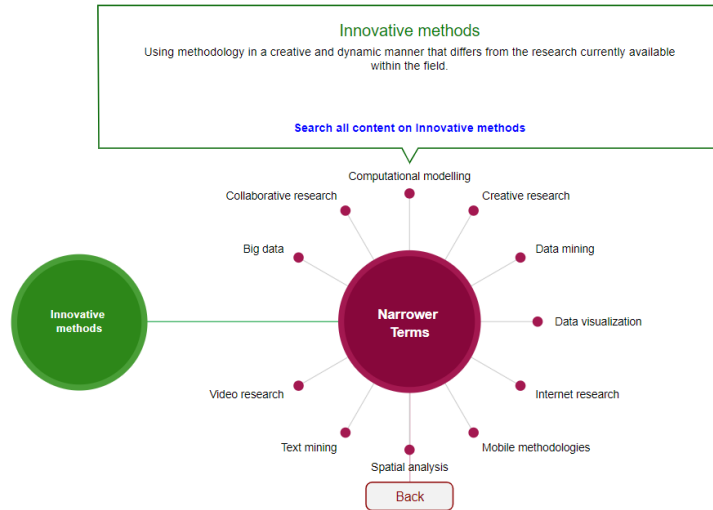 Innovative methods
Using methodology in a creative and dynamic manner that differs from the research currently available
within the field.
Search all content on Innovative methods
Computational modelling
Collaborative research
Creative research
Big data
Data mining
Innovative
methods
Narrower
Terms
Data visualization
Video research
Internet research
Text mining
Mobile methodologies
Spatial analysis
Back